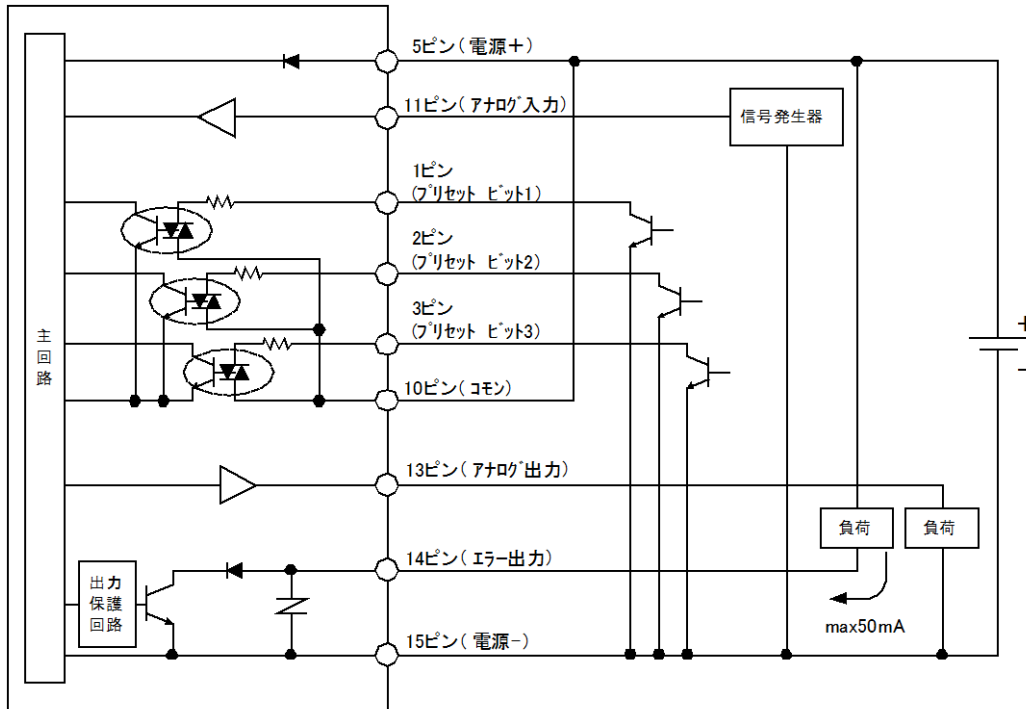 5ピン(電源＋)
11ピン(ｱﾅﾛｸﾞ入力)
信号発生器
1ピン
(ﾌﾟﾘｾｯﾄ ﾋﾞｯﾄ1)
2ピン
(ﾌﾟﾘｾｯﾄ ﾋﾞｯﾄ2)
3ピン
(ﾌﾟﾘｾｯﾄ ﾋﾞｯﾄ3)
主
回
路
+
-
10ピン(ｺﾓﾝ)
13ピン(ｱﾅﾛｸﾞ出力)
負荷
負荷
14ピン(ｴﾗｰ出力)
出力
保護
回路
max50mA
15ピン(電源-)